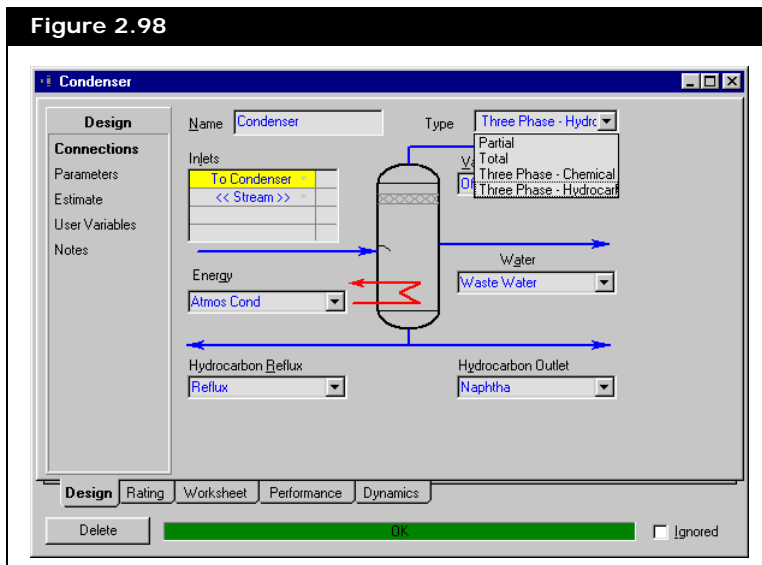 Figure 2.98
Condenser
Design
Connections
Parameters
Estimate
User Variables
Notes
Name Condenser
Type Three Phase - Hydrc
Partial
Total
Three Phase - Chemical
Three Phase - Hydrocar
Inlets
To Condenser
<< Stream >>
Energy
Atmos Cond
Water
Waste Water
Hydrocarbon Reflux
Reflux
Hydrocarbon Outlet
Naphtha
Design Rating Worksheet Performance Dynamics
Delete OK Ignored